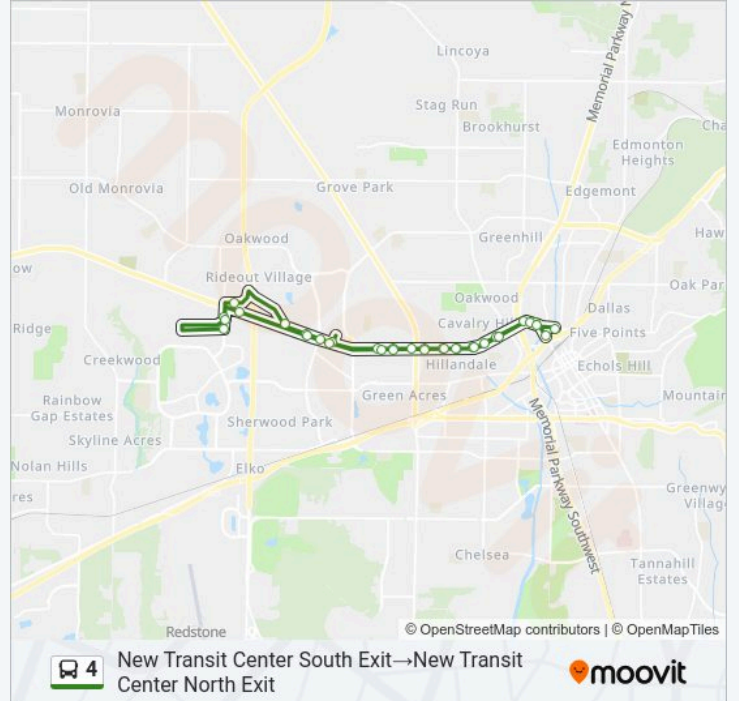 Lincoya
Memorial Parkway N
Stag Run
Monrovia
Brookhurst
Cha
Edmonton
Heights
Old Monrovia
Grove Park
Edgemont
Oakwood
Greenhill
Haw
ow
Rideout Village
Oak Par
Oakwood
Dallas
Ridge
Cavalry Hi
Five Points
Creekwood
Hillandale
Echols Hill
Rainbow
Gap Estates
Green Acres
Mountain
Sherwood Park
Skyline Acres
Nolan Hills
Elko
Memorial Parkway Southwest
res
Greenwy
Village
Chelsea
Tannahill
Estates
Redstone
© OpenStreetMap contributors | © OpenMapTiles
4
New Transit Center South Exit→New Transit
Center North Exit
moovit